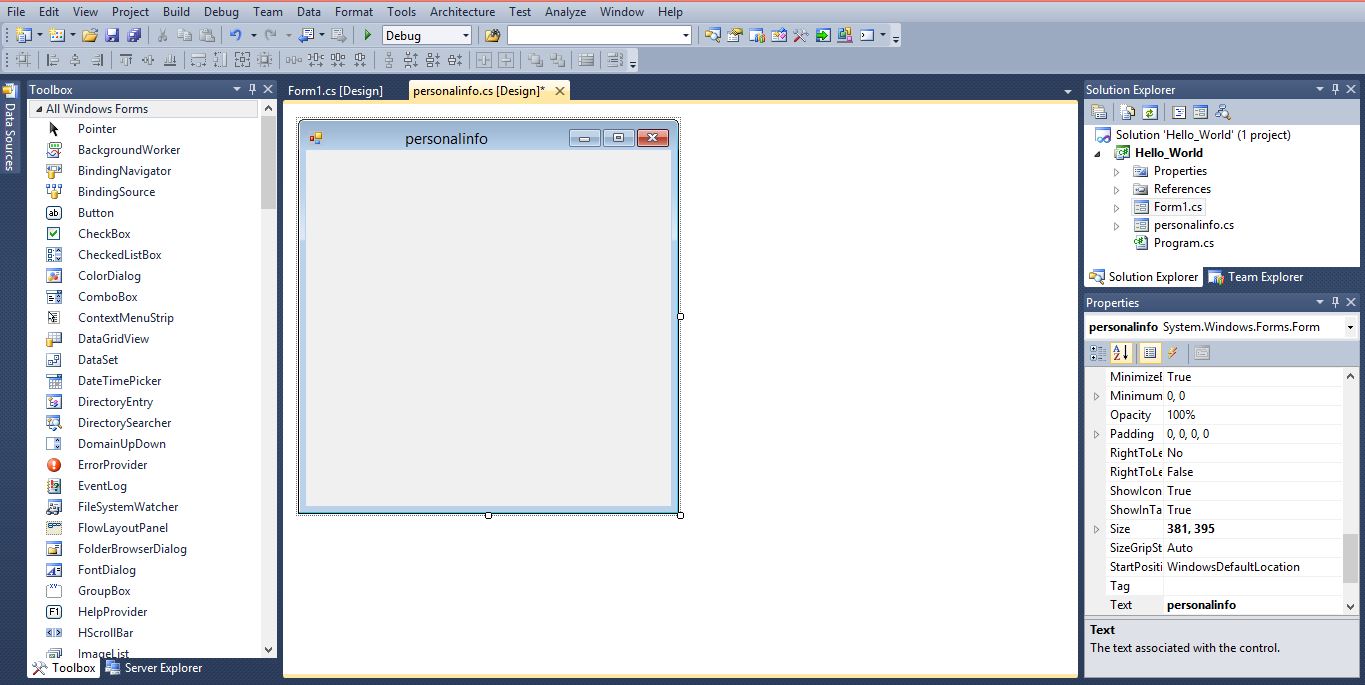 File Edit View Project Build Debug Team Data Format Tools Architecture Test Analyze Window Help
Debug
Data Sources
Toolbox
All Windows Forms
Pointer
BackgroundWorker
BindingNavigator
BindingSource
Button
CheckBox
CheckedListBox
ColorDialog
ComboBox
ContextMenuStrip
DataGridView
DataSet
DateTimePicker
DirectoryEntry
DirectorySearcher
DomainUpDown
ErrorProvider
EventLog
FileSystemWatcher
FlowLayoutPanel
FolderBrowserDialog
FontDialog
GroupBox
HelpProvider
HScrollBar
ImageList
Toolbox Server Explorer
Form1.cs [Design] personalinfo.cs [Design]*
personalinfo
Solution Explorer
Solution 'Hello_World' (1 project)
Hello_World
Properties
References
Form1.cs
personalinfo.cs
Program.cs
Solution Explorer Team Explorer
Properties
personalinfo System.Windows.Forms.Form
MinimizeE True
Minimum 0, 0
Opacity 100%
Padding 0, 0, 0, 0
RightToLe No
RightToLe False
ShowIcon True
ShowInTa True
Size 381, 395
SizeGripSt Auto
StartPositi WindowsDefaultLocation
Tag
Text personalinfo
Text
The text associated with the control.